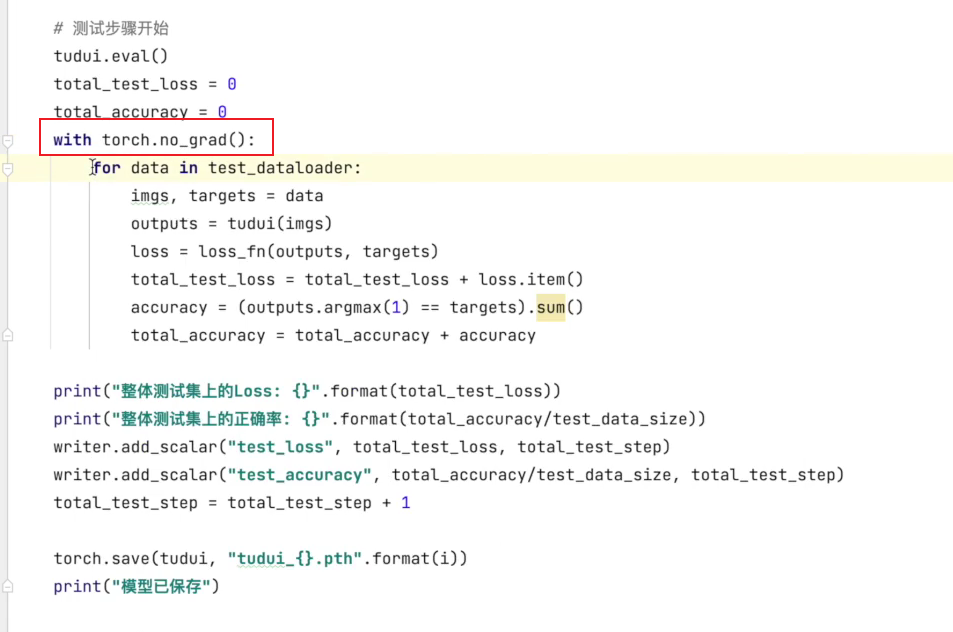 # 测试步骤开始
tudui.eval()
total_test_loss = 0
total_accuracy = 0
with torch.no_grad():
    for data in test_dataloader:
        imgs, targets = data
        outputs = tudui(imgs)
        loss = loss_fn(outputs, targets)
        total_test_loss = total_test_loss + loss.item()
        accuracy = (outputs.argmax(1) == targets).sum()
        total_accuracy = total_accuracy + accuracy
print("整体测试集上的Loss: {}".format(total_test_loss))
print("整体测试集上的正确率: {}".format(total_accuracy/test_data_size))
writer.add_scalar("test_loss", total_test_loss, total_test_step)
writer.add_scalar("test_accuracy", total_accuracy/test_data_size, total_test_step)
total_test_step = total_test_step + 1
torch.save(tudui, "tudui_{}.pth".format(i))
print("模型已保存")